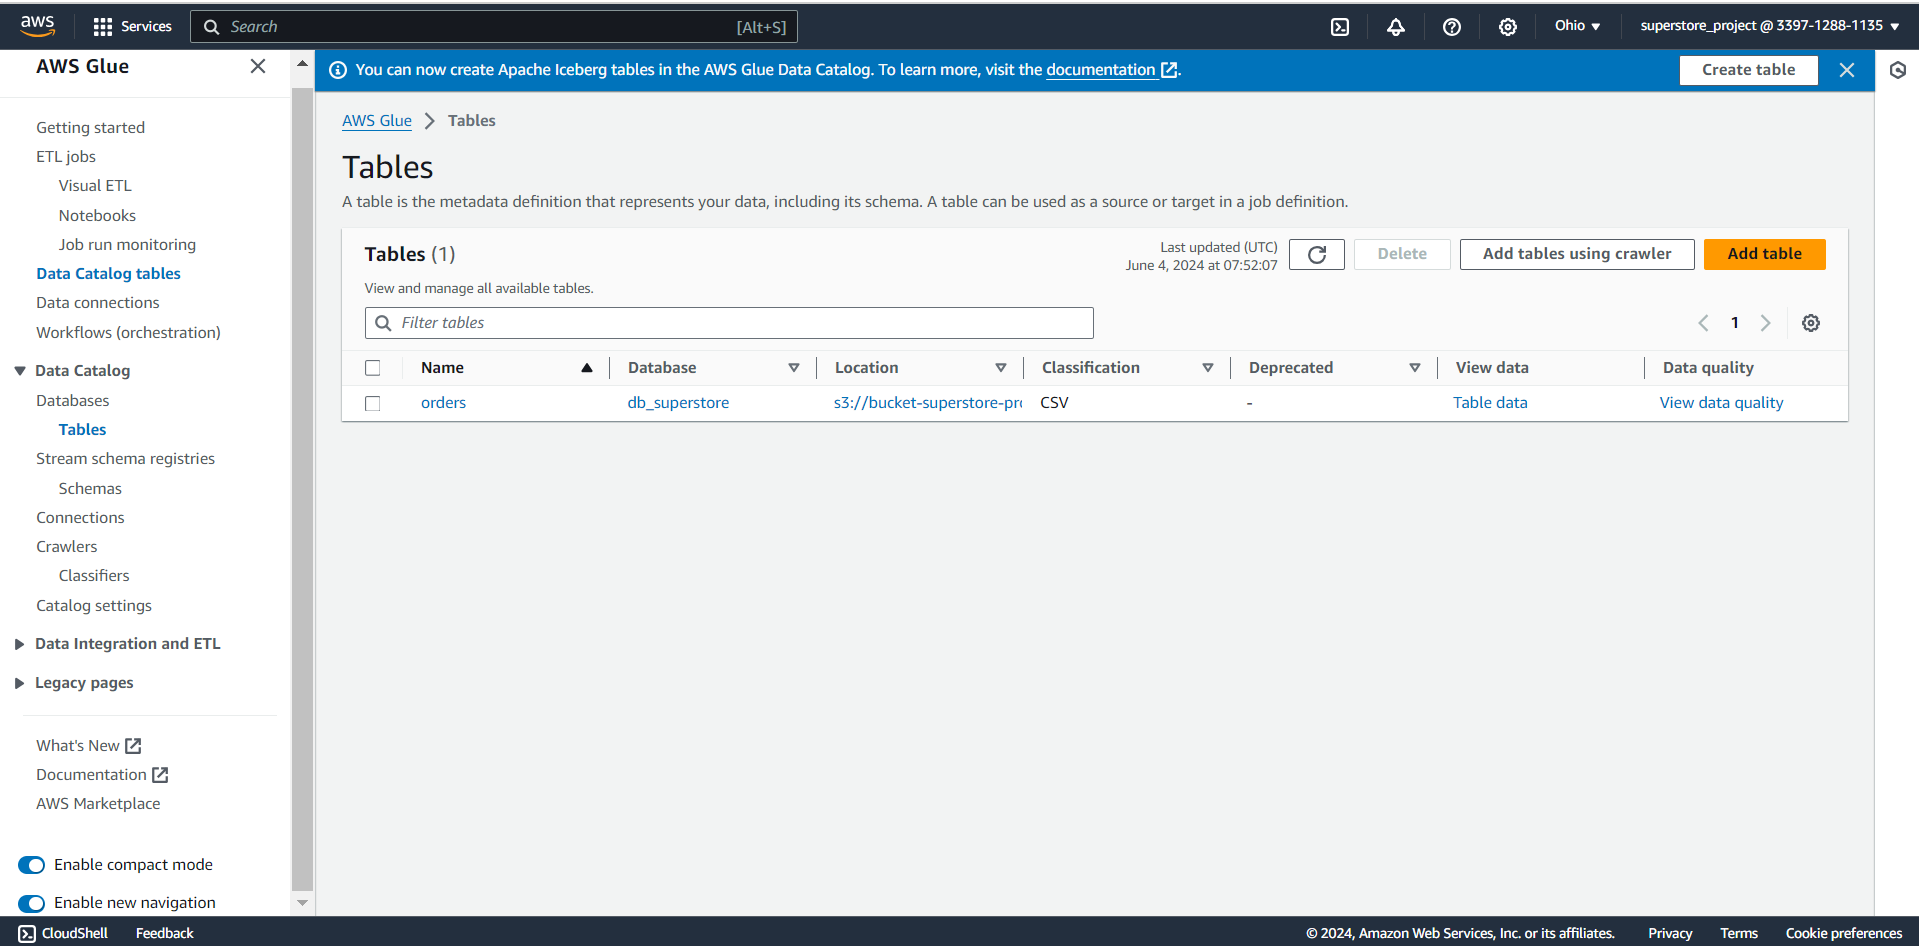 aws
Services
Search
[Alt+S]
Ohio
superstore_project @ 3397-1288-1135
AWS Glue
Getting started
ETL jobs
Visual ETL
Notebooks
Job run monitoring
Data Catalog tables
Data connections
Workflows (orchestration)
Data Catalog
Databases
Tables
Stream schema registries
Schemas
Connections
Crawlers
Classifiers
Catalog settings
Data Integration and ETL
Legacy pages
What's New
Documentation
AWS Marketplace
Enable compact mode
Enable new navigation
You can now create Apache Iceberg tables in the AWS Glue Data Catalog. To learn more, visit the documentation.
Create table
AWS Glue > Tables
Tables
A table is the metadata definition that represents your data, including its schema. A table can be used as a source or target in a job definition.
Tables (1)
Last updated (UTC)
June 4, 2024 at 07:52:07
Delete
Add tables using crawler
Add table
View and manage all available tables.
Filter tables
1
Name Database Location Classification Deprecated View data Data quality
orders db_superstore s3://bucket-superstore-pr CSV - Table data View data quality
CloudShell Feedback © 2024, Amazon Web Services, Inc. or its affiliates. Privacy Terms Cookie preferences